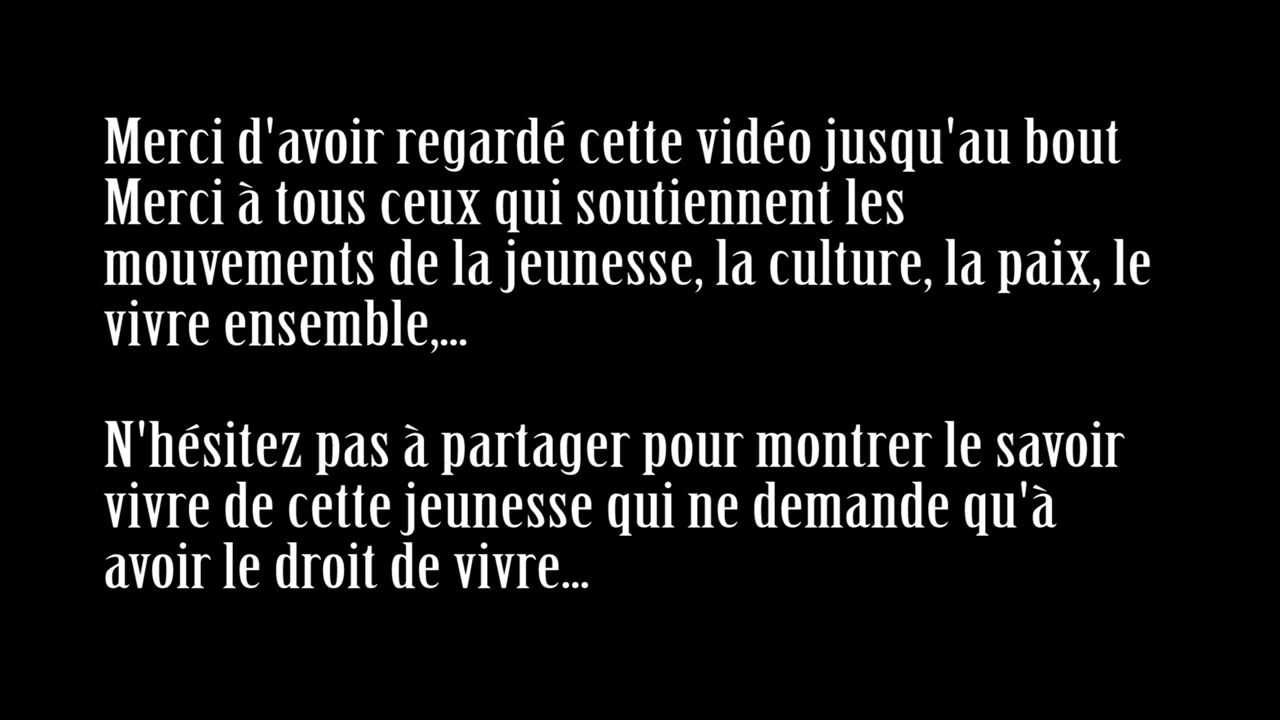 Merci d'avoir regardé cette vidéo jusqu'au bout
Merci à tous ceux qui soutiennent les
mouvements de la jeunesse, la culture, la paix, le
vivre ensemble,...
N'hésitez pas à partager pour montrer le savoir
vivre de cette jeunesse qui ne demande qu'à
avoir le droit de vivre...